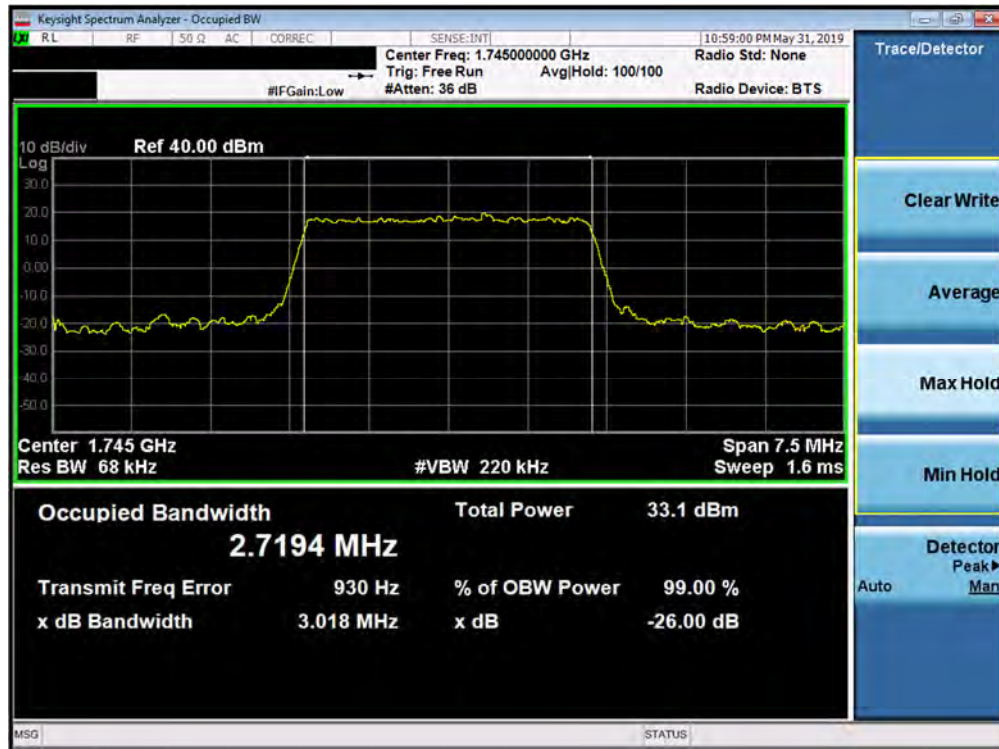 Keysight Spectrum Analyzer - Occupied BW
LXI RL RF 50 Ω AC CORREC SENSE:INT 10:59:00 PM May 31, 2019
Center Freq: 1.745000000 GHz Radio Std: None
Trig: Free Run Avg|Hold: 100/100
#IFGain:Low #Atten: 36 dB Radio Device: BTS
10 dB/div Ref 40.00 dBm
Log
30.0
20.0
10.0
0.00
-10.0
-20.0
-30.0
-40.0
-50.0
Center 1.745 GHz Span 7.5 MHz
Res BW 68 kHz #VBW 220 kHz Sweep 1.6 ms
Occupied Bandwidth Total Power 33.1 dBm
2.7194 MHz
Transmit Freq Error 930 Hz % of OBW Power 99.00 %
x dB Bandwidth 3.018 MHz x dB -26.00 dB
MSG STATUS
Trace/Detector
Clear Write
Average
Max Hold
Min Hold
Detector
Peak▶
Auto Man